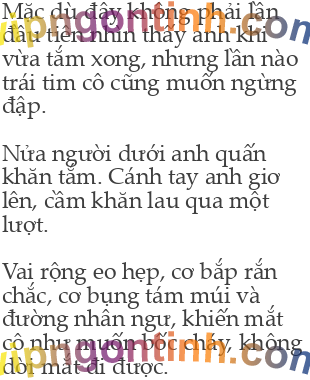 Mặc dù đây không phải lần
đầu tiên nhìn thấy anh khi
vừa tắm xong, nhưng lần nào
trái tim cô cũng muốn ngừng
đập.
Nửa người dưới anh quấn
khăn tắm. Cánh tay anh giơ
lên, cầm khăn lau qua một
lượt.
Vai rộng eo hẹp, cơ bắp rắn
chắc, cơ bụng tám múi và
đường nhân ngư, khiến mắt
cô như muốn bốc cháy, không
dời mắt đi được.
vipngontinh.com
vipngontinh.com